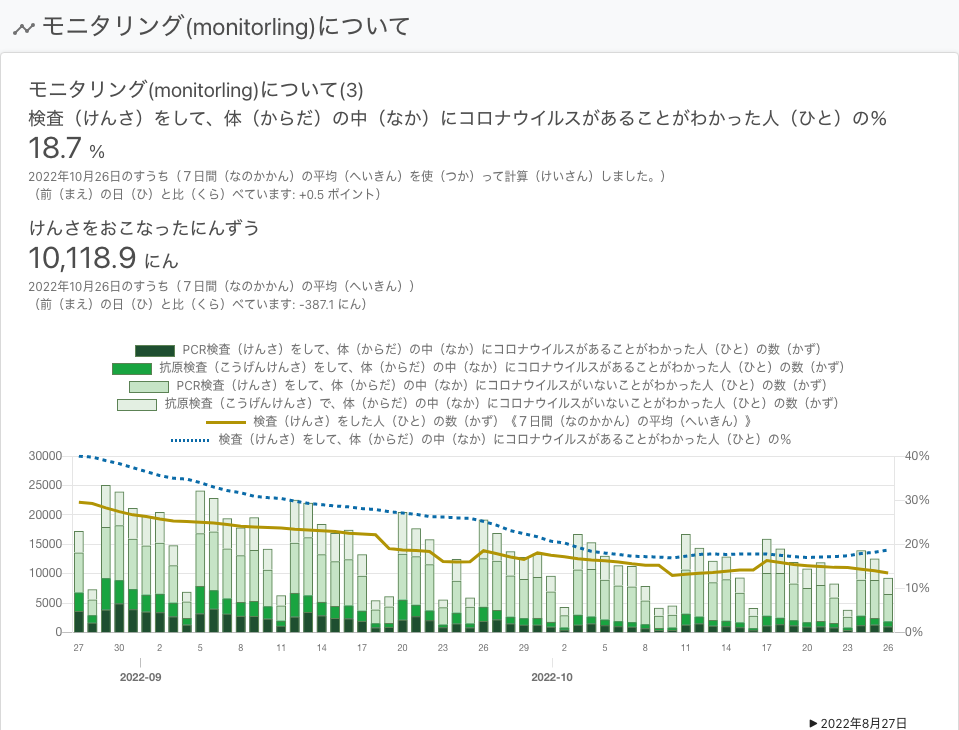 モニタリング(monitorling)について
モニタリング(monitorling)について(3)
検査（けんさ）をして、体（からだ）の中（なか）にコロナウイルスがあることがわかった人（ひと）の%
18.7 %
2022年10月26日のすうち（７日間（なのかかん）の平均（へいきん）を使（つか）って計算（けいさん）しました。）
（前（まえ）の日（ひ）と比（くら）べています: +0.5 ポイント）
けんさをおこなったにんずう
10,118.9 にん
2022年10月26日のすうち（７日間（なのかかん）の平均（へいきん））
（前（まえ）の日（ひ）と比（くら）べています: -387.1 にん）
PCR検査（けんさ）をして、体（からだ）の中（なか）にコロナウイルスがあることがわかった人（ひと）の数（かず）
抗原検査（こうげんけんさ）をして、体（からだ）の中（なか）にコロナウイルスがあることがわかった人（ひと）の数（かず）
PCR検査（けんさ）をして、体（からだ）の中（なか）にコロナウイルスがいないことがわかった人（ひと）の数（かず）
抗原検査（こうげんけんさ）で、体（からだ）の中（なか）にコロナウイルスがいないことがわかった人（ひと）の数（かず）
検査（けんさ）をした人（ひと）の数（かず）《７日間（なのかかん）の平均（へいきん）》
検査（けんさ）をして、体（からだ）の中（なか）にコロナウイルスがあることがわかった人（ひと）の%
30000 40%
25000
30%
20000
15000 20%
10000
10%
5000
0 0%
27 30 2 5 8 11 14 17 20 23 26 29 2 5 8 11 14 17 20 23 26
2022-09 2022-10
▶ 2022年8月27日